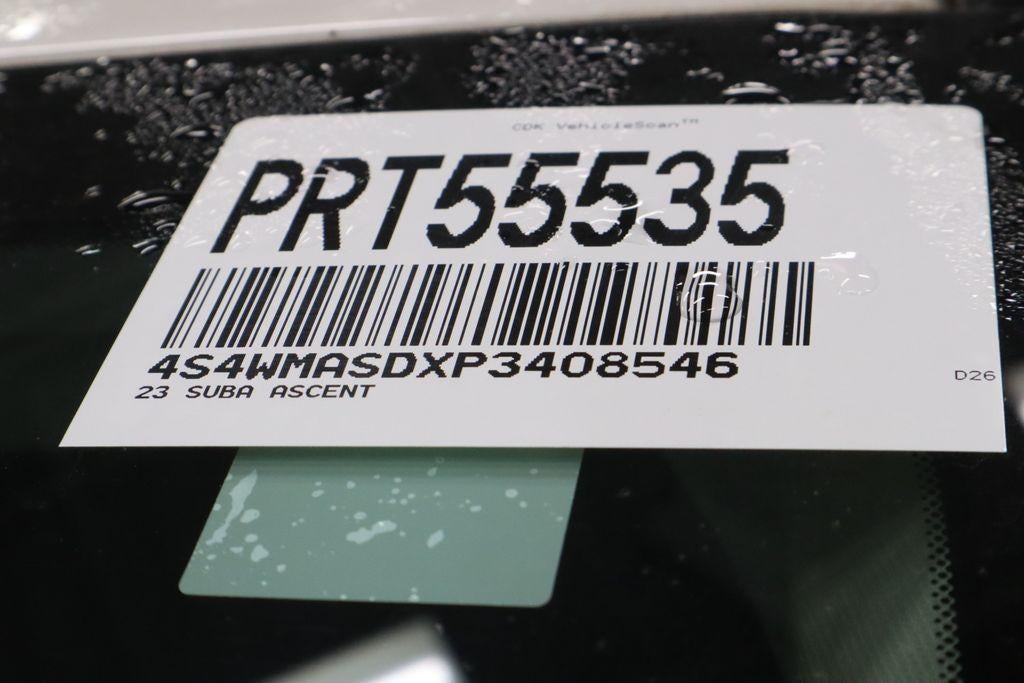 CDK VehicleScan™
PRT55535
4S4WMASDXP3408546
23 SUBA ASCENT
D26